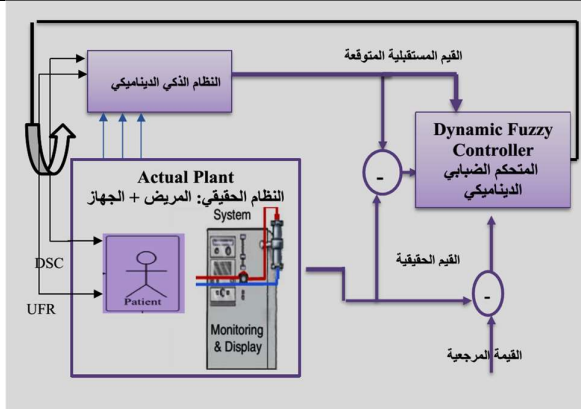 القيم المستقبلية المتوقعة
النظام الذكي الديناميكي
Dynamic Fuzzy
Controller
المتحكم الضبابي
الديناميكي
-
Actual Plant
النظام الحقيقي: المريض + الجهاز
System
DSC
UFR
Patient
Monitoring
& Display
القيم الحقيقية
-
القيمة المرجعية